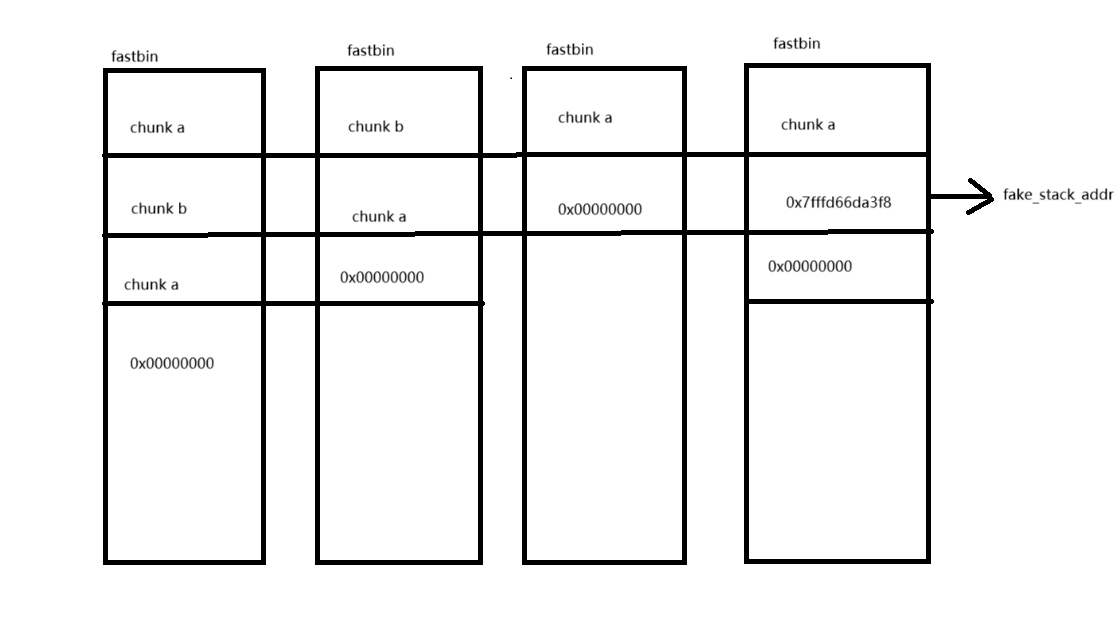 fastbin
chunk a
chunk b
chunk a
0x00000000
fastbin
chunk b
chunk a
0x00000000
fastbin
chunk a
0x00000000
fastbin
chunk a
0x7fffd66da3f8
0x00000000
fake_stack_addr